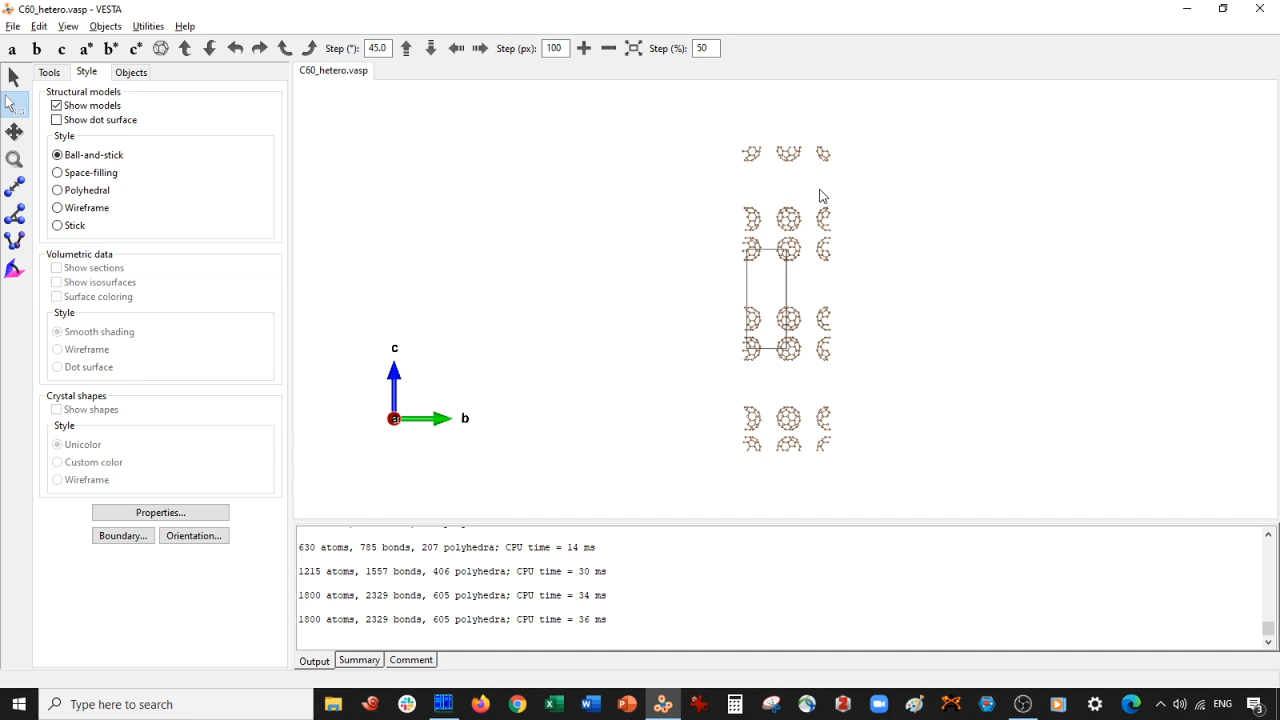 C60_hetero.vasp - VESTA
File Edit View Objects Utilities Help
a b c a* b* c* Step (°): 45.0 Step (px): 100 Step (%): 50
Tools Style Objects
C60_hetero.vasp
Structural models
Show models
Show dot surface
Style
Ball-and-stick
Space-filling
Polyhedral
Wireframe
Stick
Volumetric data
Show sections
Show isosurfaces
Surface coloring
Style
Smooth shading
Wireframe
Dot surface
Crystal shapes
Show shapes
Style
Unicolor
Custom color
Wireframe
Properties...
Boundary... Orientation...
c
a b
630 atoms, 785 bonds, 207 polyhedra; CPU time = 14 ms
1215 atoms, 1557 bonds, 406 polyhedra; CPU time = 30 ms
1800 atoms, 2329 bonds, 605 polyhedra; CPU time = 34 ms
1800 atoms, 2329 bonds, 605 polyhedra; CPU time = 36 ms
Output Summary Comment
Type here to search
ENG
3